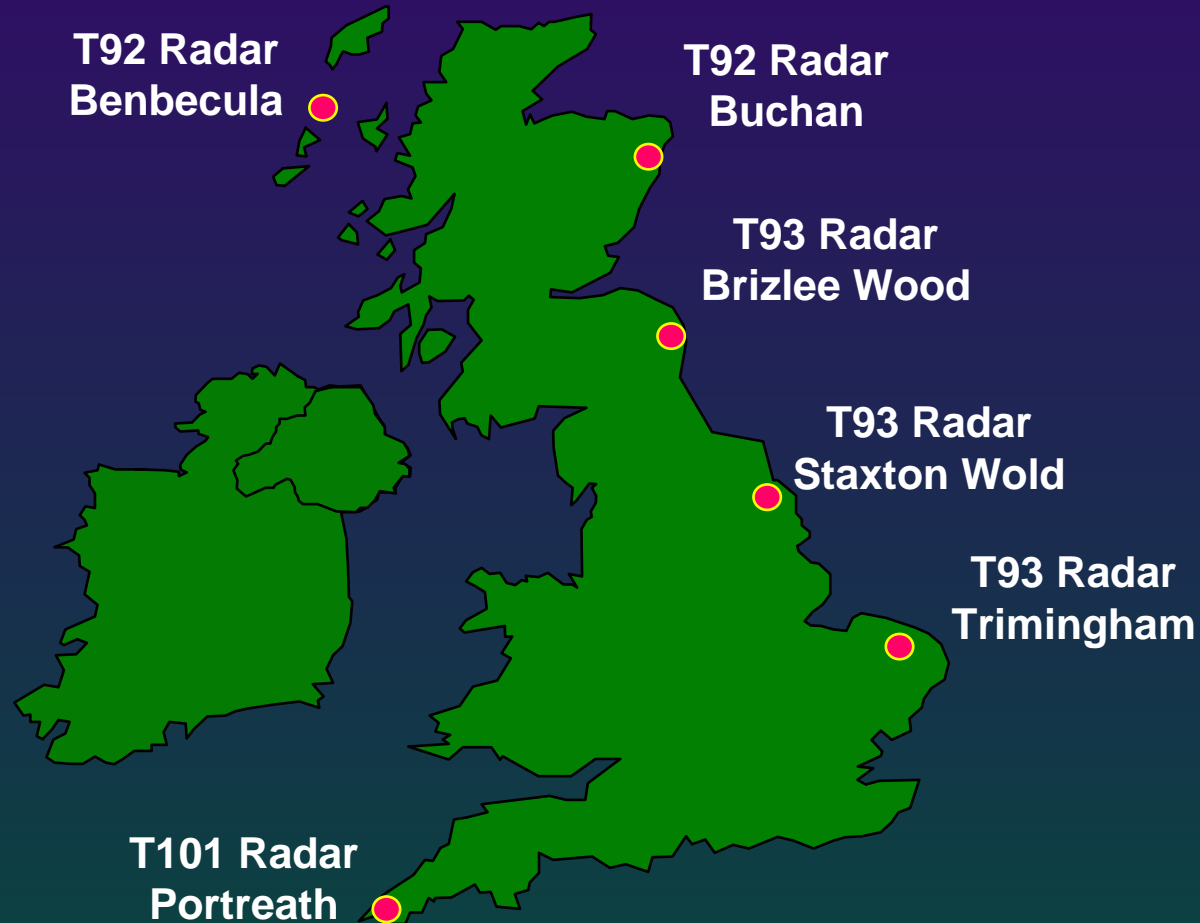 T92 Radar
Benbecula
T92 Radar
Buchan
T93 Radar
Brizlee Wood
T93 Radar
Staxton Wold
T93 Radar
Trimingham
T101 Radar
Portreath